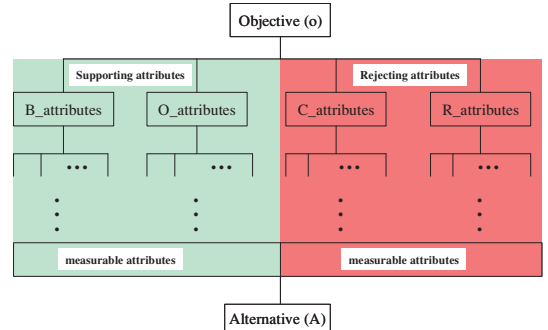 Objective (o)
Supporting attributes
Rejecting attributes
B_attributes
O_attributes
C_attributes
R_attributes
•••
•••
•••
•••
measurable attributes
measurable attributes
Alternative (A)